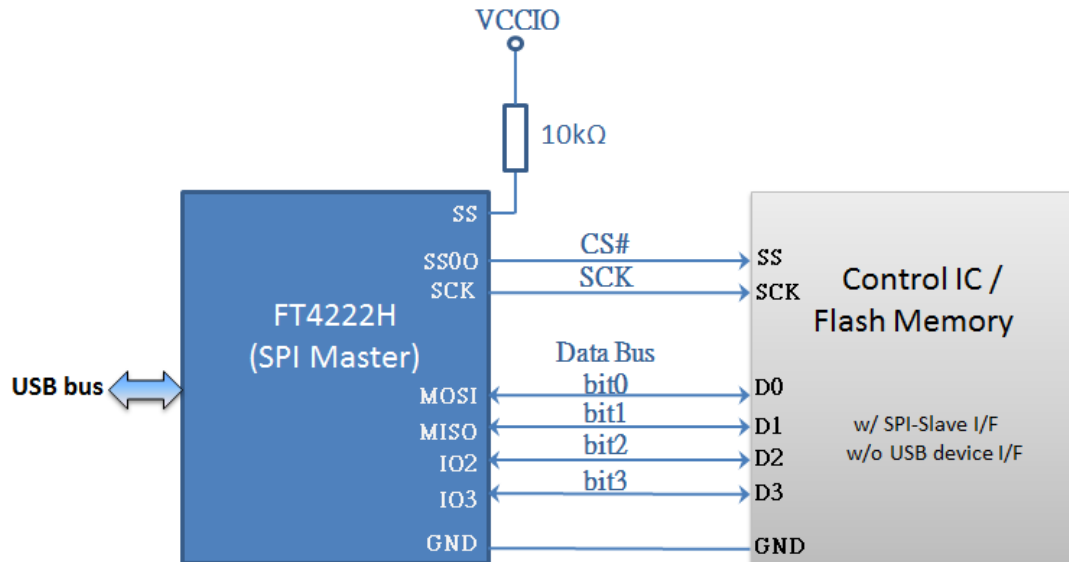 VCCIO
10kΩ
SS
SS0O
CS#
SS
SCK
SCK
SCK
Control IC /
Flash Memory
FT4222H
(SPI Master)
USB bus
Data Bus
MOSI
bit0
D0
MISO
bit1
D1
IO2
bit2
D2
IO3
bit3
D3
w/ SPI-Slave I/F
w/o USB device I/F
GND
GND